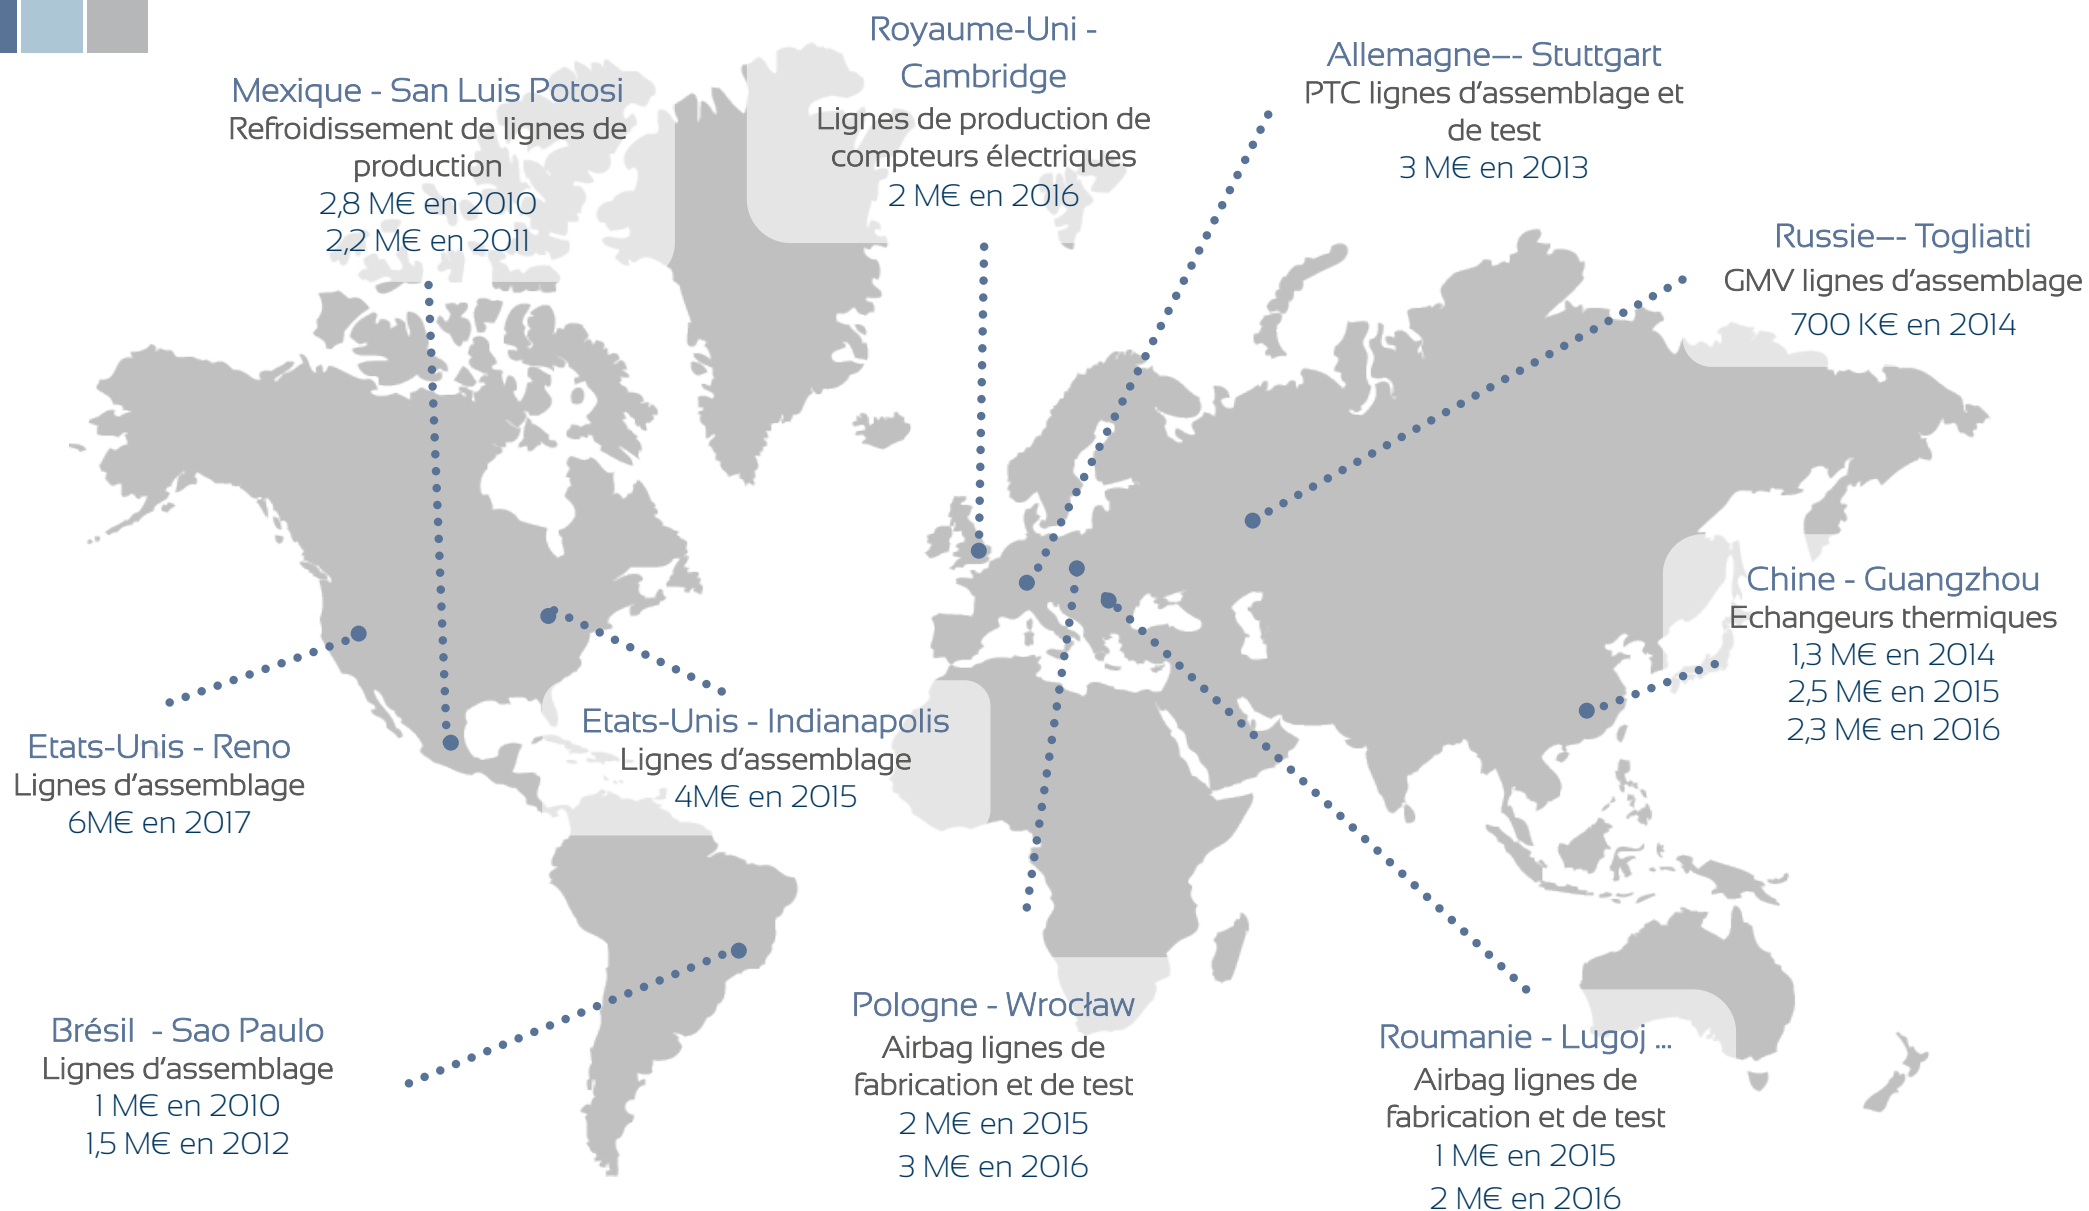 Royaume-Uni -
Cambridge
Lignes de production de
compteurs électriques
2 M€ en 2016
Allemagne–- Stuttgart
PTC lignes d’assemblage et
de test
3 M€ en 2013
Mexique - San Luis Potosi
Refroidissement de lignes de
production
2,8 M€ en 2010
2,2 M€ en 2011
Russie–- Togliatti
GMV lignes d’assemblage
700 K€ en 2014
Chine - Guangzhou
Echangeurs thermiques
1,3 M€ en 2014
2,5 M€ en 2015
2,3 M€ en 2016
Etats-Unis - Reno
Lignes d’assemblage
6M€ en 2017
Etats-Unis - Indianapolis
Lignes d’assemblage
4M€ en 2015
Brésil  - Sao Paulo
Lignes d’assemblage
1 M€ en 2010
1,5 M€ en 2012
Pologne - Wrocław
Airbag lignes de
fabrication et de test
2 M€ en 2015
3 M€ en 2016
Roumanie - Lugoj ...
Airbag lignes de
fabrication et de test
1 M€ en 2015
2 M€ en 2016